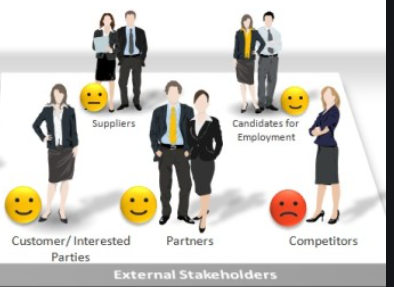 Suppliers
Candidates for
Employment
Customer/ Interested
Parties
Partners
Competitors
External Stakeholders